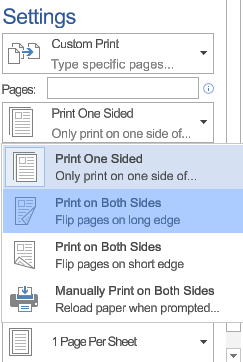 Settings
Custom Print
Type specific pages...
Pages:
Print One Sided
Only print on one side of...
Print One Sided
Only print on one side of...
Print on Both Sides
Flip pages on long edge
Print on Both Sides
Flip pages on short edge
Manually Print on Both Sides
Reload paper when prompted...
1 Page Per Sheet